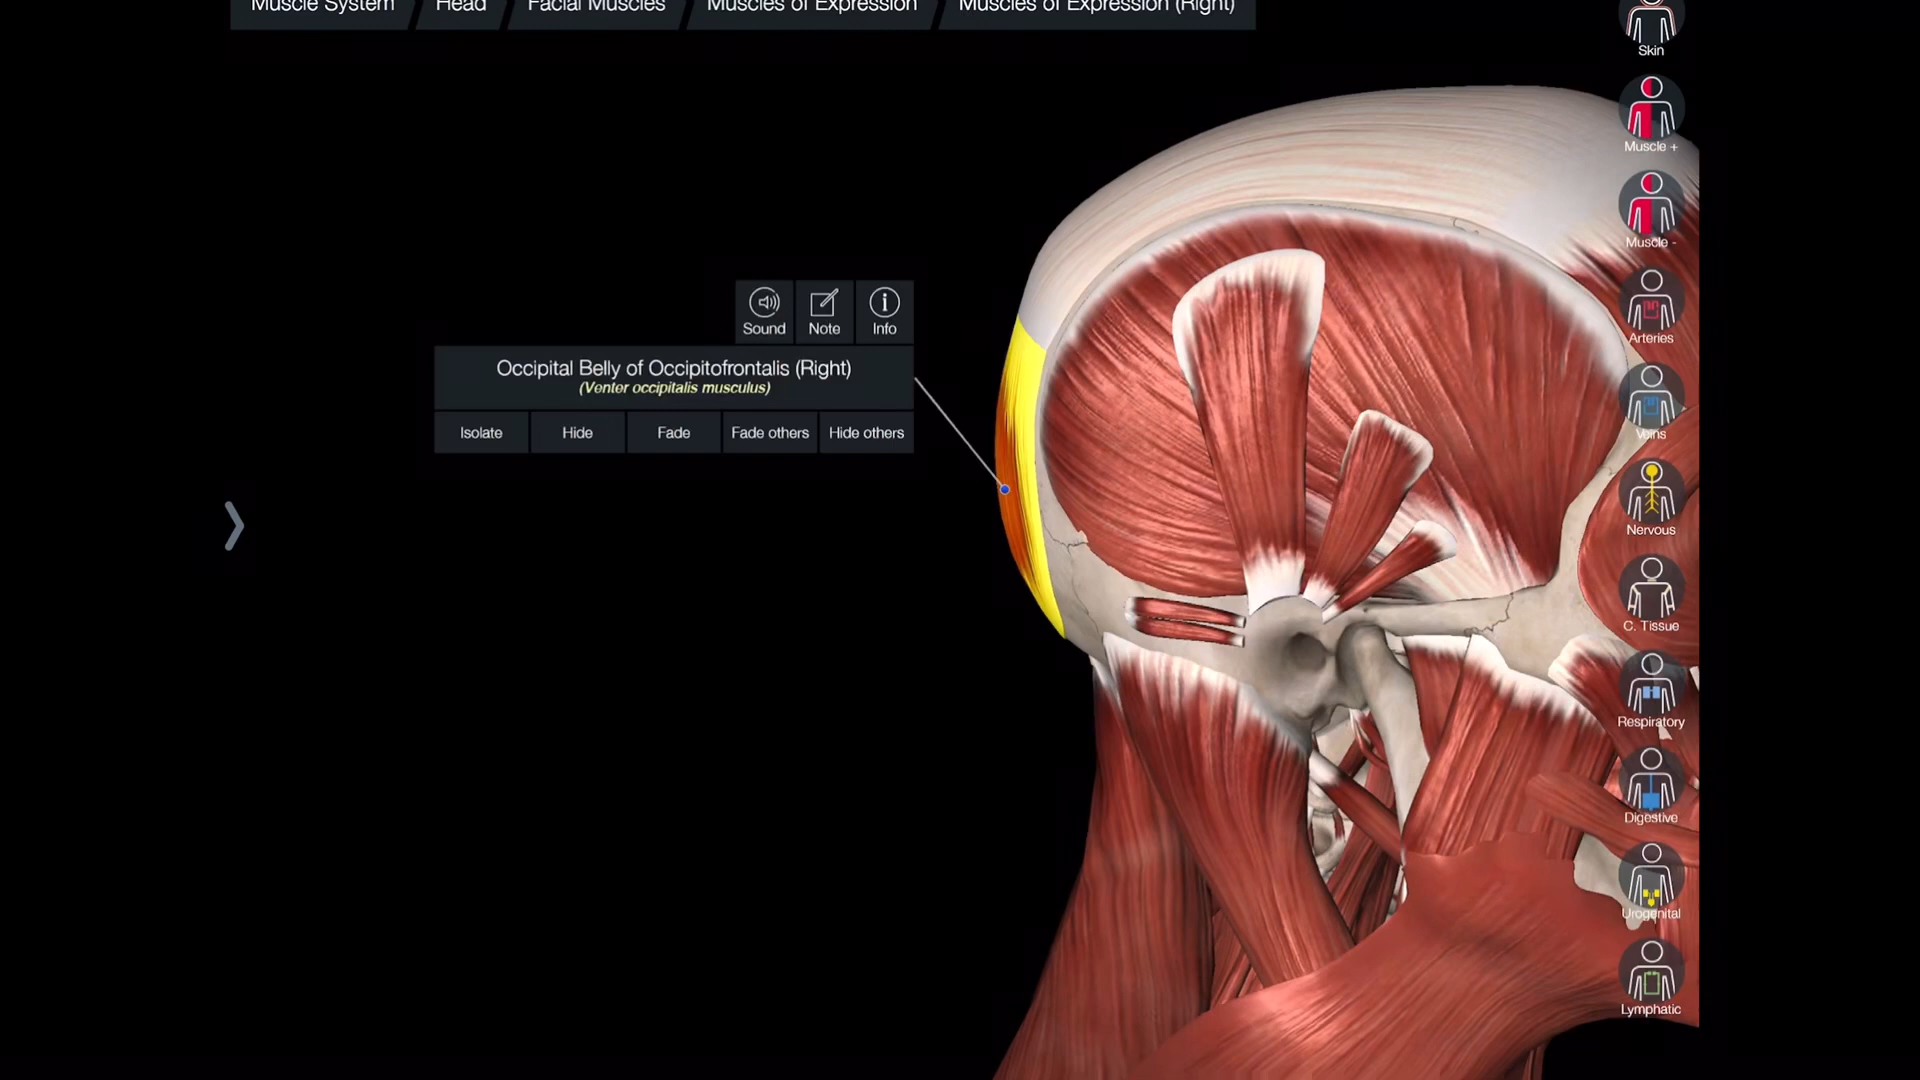 Muscle System
Head
Facial Muscles
Muscles of Expression
Muscles of Expression (Right)
Skin
Muscle +
Muscle -
Sound
Note
Info
Arteries
Occipital Belly of Occipitofrontalis (Right)
(Venter occipitalis musculus)
Isolate
Hide
Fade
Fade others
Hide others
Veins
Nervous
C. Tissue
Respiratory
Digestive
Urogenital
Lymphatic